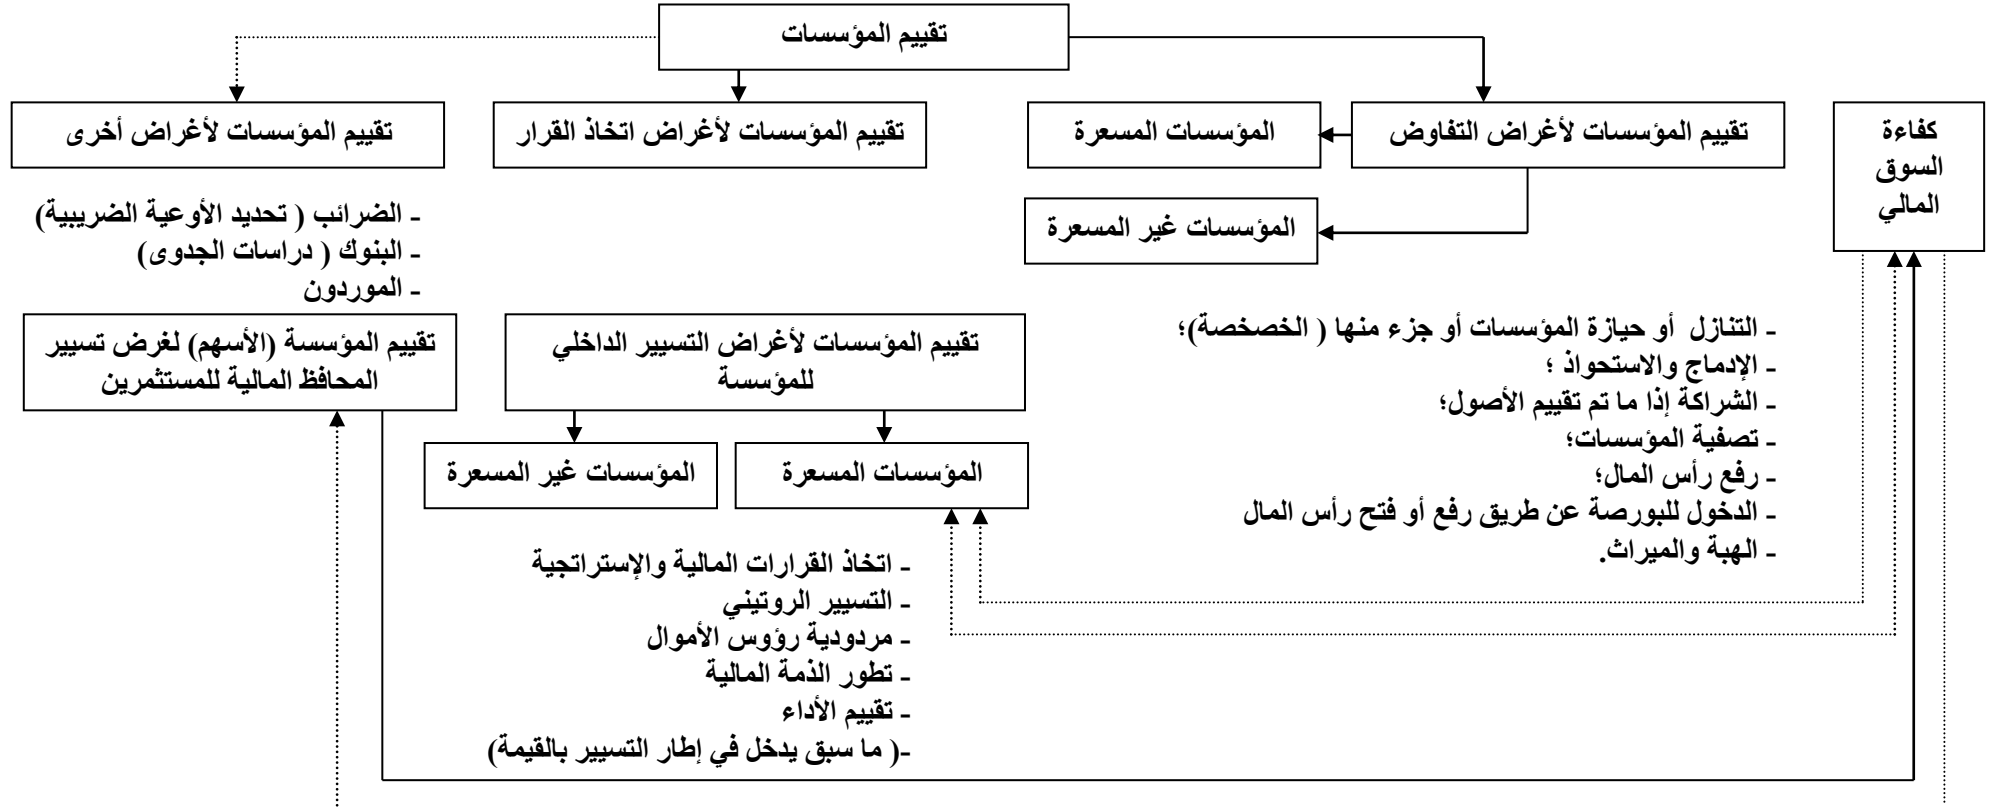 تقييم المؤسسات
كفاءة
السوق
المالي
تقييم المؤسسات لأغراض التفاوض
المؤسسات المسعرة
تقييم المؤسسات لأغراض اتخاذ القرار
تقييم المؤسسات لأغراض أخرى
المؤسسات غير المسعرة
- الضرائب ( تحديد الأوعية الضريبية)
- البنوك ( دراسات الجدوى)
- الموردون
- التنازل أو حيازة المؤسسات أو جزء منها ( الخصخصة)؛
- الإدماج والاستحواذ ؛
- الشراكة إذا ما تم تقييم الأصول؛
- تصفية المؤسسات؛
- رفع رأس المال؛
- الدخول للبورصة عن طريق رفع أو فتح رأس المال
- الهبة والميراث.
تقييم المؤسسات لأغراض التسيير الداخلي
للمؤسسة
تقييم المؤسسة (الأسهم) لغرض تسيير
المحافظ المالية للمستثمرين
المؤسسات المسعرة
المؤسسات غير المسعرة
- اتخاذ القرارات المالية والإستراتجية
- التسيير الروتيني
- مردودية رؤوس الأموال
- تطور الذمة المالية
- تقييم الأداء
-( ما سبق يدخل في إطار التسيير بالقيمة)